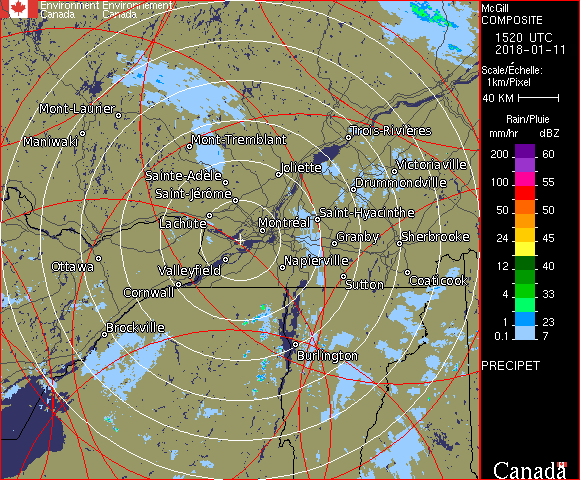 Environment Environnement
Canada Canada
McGill
COMPOSITE
1520 UTC
2018-01-11
Scale/Échelle:
1km/Pixel
40 KM
Rain/Pluie
mm/hr dBZ
200 60
100 55
50 50
24 45
12 40
4 33
1 23
0.1 7
PRECIPET
Canada
Mont-Laurier
Maniwaki
Mont-Tremblant
Trois-Rivières
Joliette
Victoriaville
Sainte-Adèle
Drummondville
Saint-Jérôme
Saint-Hyacinthe
Lachute
Montréal
Granby
Sherbrooke
Ottawa
Valleyfield
Napierville
Sutton
Coaticook
Cornwall
Brockville
Burlington